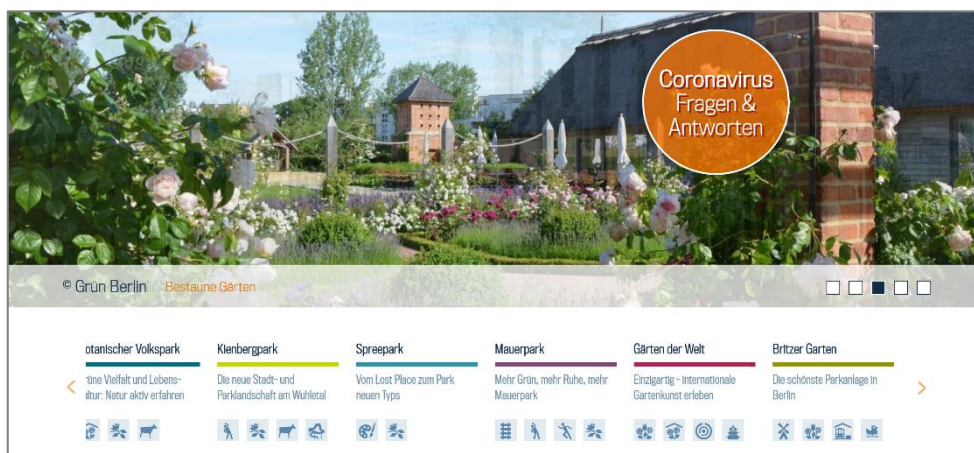 Coronavirus
Fragen &
Antworten
© Grün Berlin Bestaune Gärten
otanischer Volkspark
rüne Vielfalt und Lebens-
ultur: Natur aktiv erfahren
Kienbergpark
Die neue Stadt- und
Parklandschaft am Wuhletal
Spreepark
Vom Lost Place zum Park
neuen Typs
Mauerpark
Mehr Grün, mehr Ruhe, mehr
Mauerpark
Gärten der Welt
Einzigartig - internationale
Gartenkunst erleben
Britzer Garten
Die schönste Parkanlage in
Berlin